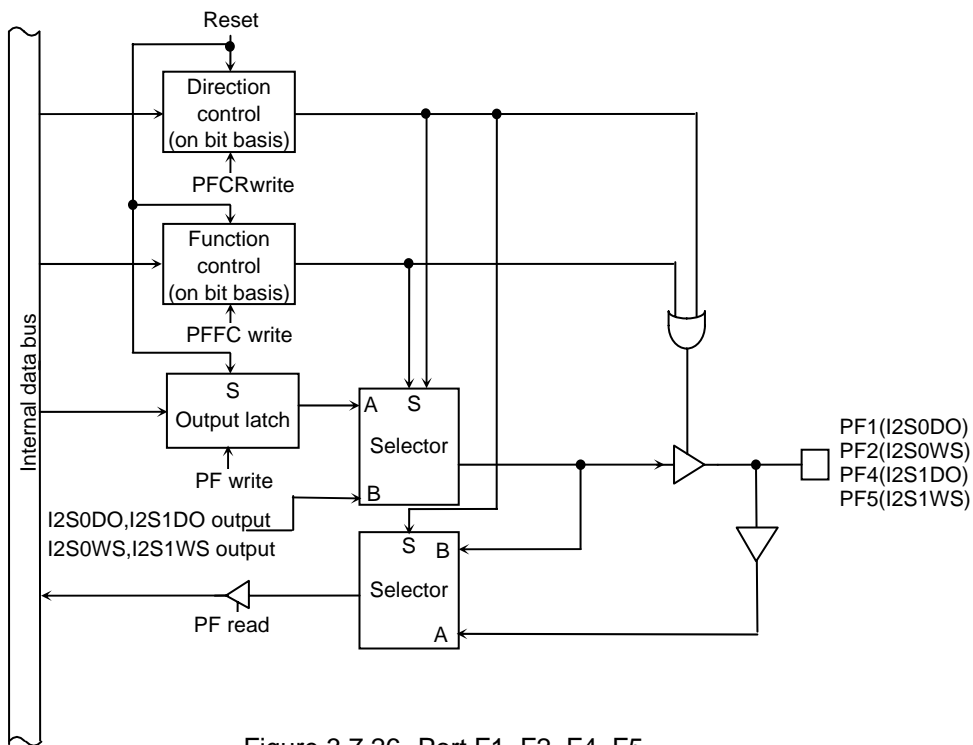 Reset
Direction
control
(on bit basis)
PFCRwrite
Function
control
(on bit basis)
PFFC write
Internal data bus
S
Output latch
PF write
A
S
Selector
B
I2S0DO,I2S1DO output
I2S0WS,I2S1WS output
S
B
Selector
A
PF read
PF1(I2S0DO)
PF2(I2S0WS)
PF4(I2S1DO)
PF5(I2S1WS)